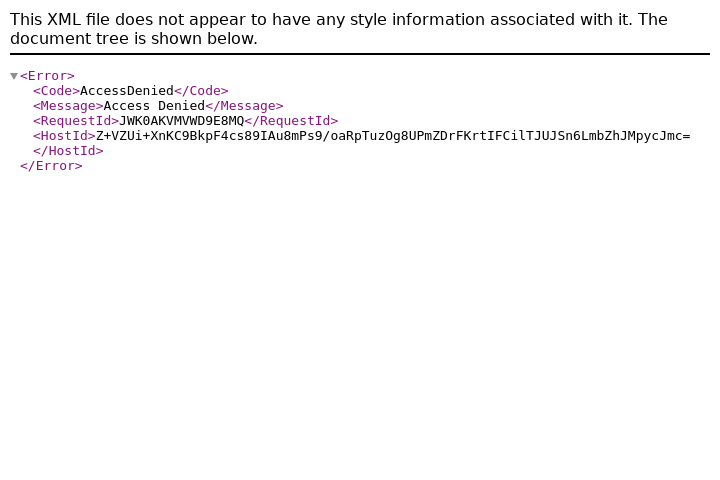 This XML file does not appear to have any style information associated with it. The
document tree is shown below.
<Error>
<Code>AccessDenied</Code>
<Message>Access Denied</Message>
<RequestId>JWK0AKVMVWD9E8MQ</RequestId>
<HostId>Z+VZUi+XnKC9BkpF4cs89IAu8mPs9/oaRpTuzOg8UPmZDrFKrtIFCilTJUJSn6LmbZhJMpycJmc=
</HostId>
</Error>